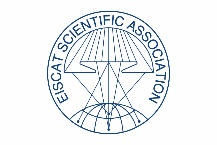 EISCAT SCIENTIFIC ASSOCIATION